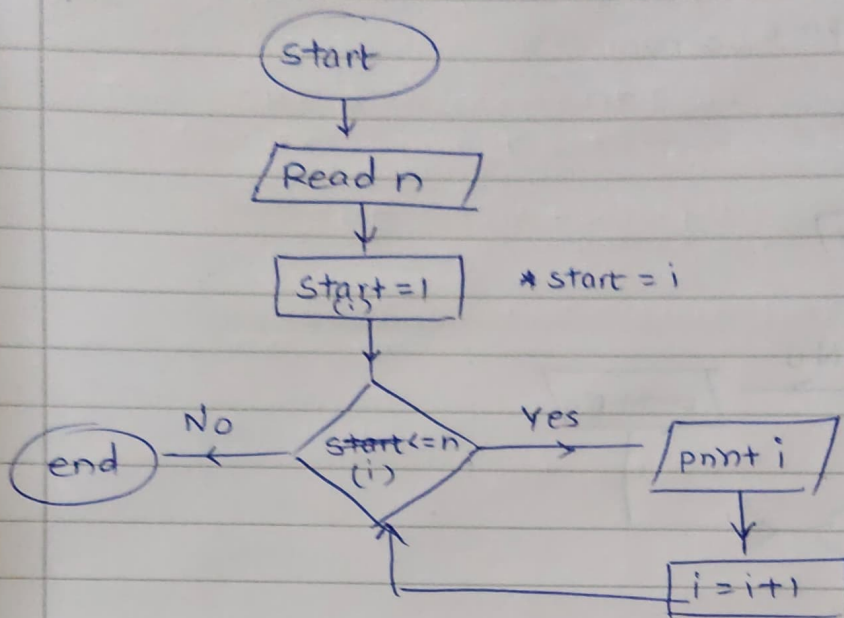 start
Read n
start = 1 * start = i
(i)
No Yes
end start <= n print i
(i)
i = i + 1